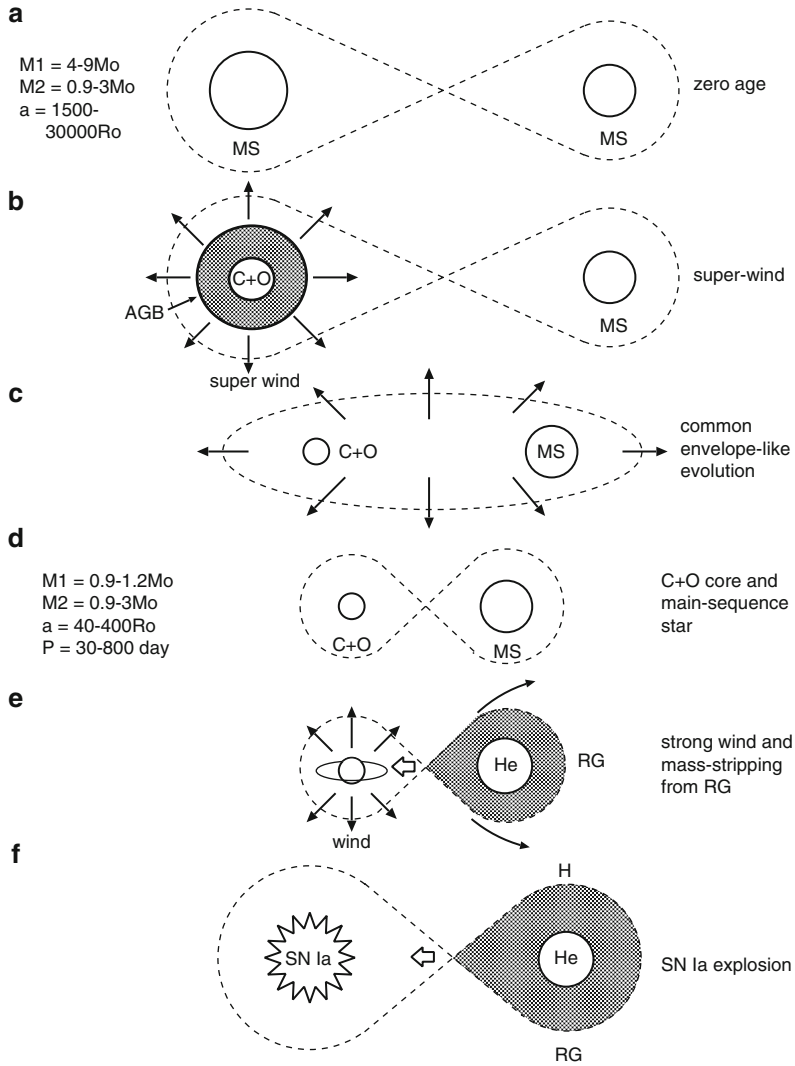 a
M1 = 4-9Mo
M2 = 0.9-3Mo
a = 1500-
30000Ro
MS
MS
zero age
b
C+O
AGB
MS
super-wind
super wind
c
C+O
MS
common
envelope-like
evolution
d
M1 = 0.9-1.2Mo
M2 = 0.9-3Mo
a = 40-400Ro
P = 30-800 day
C+O
MS
C+O core and
main-sequence
star
e
He
RG
wind
strong wind and
mass-stripping
from RG
f
H
SN Ia
He
RG
SN Ia explosion